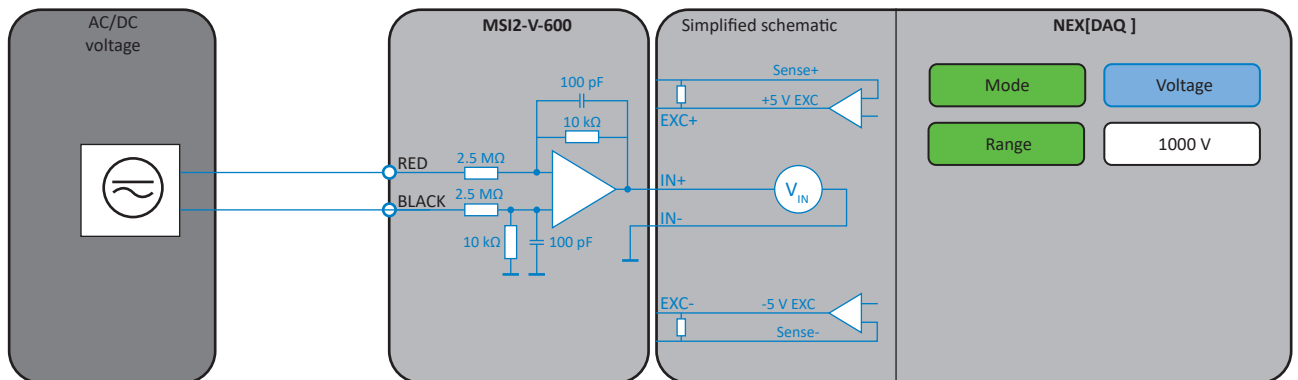 AC/DC
voltage
MSI2-V-600
Simplified schematic
NEX[DAQ ]
100 pF
10 kΩ
RED
2.5 MΩ
BLACK
2.5 MΩ
10 kΩ
100 pF
Sense+
+5 V EXC
EXC+
IN+
VIN
IN-
EXC-
-5 V EXC
Sense-
Mode
Voltage
Range
1000 V